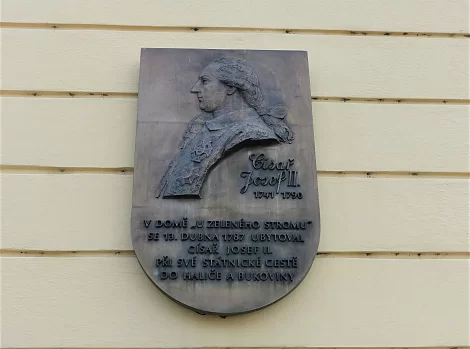 Císař
Josef II.
1741 1790
V DOMĚ „U ZELENÉHO STROMU“
SE 13. DUBNA 1787 UBYTOVAL
CÍSAŘ JOSEF II.
PŘI SVÉ STÁTNICKÉ CESTĚ
DO HALIČE A BUKOVINY